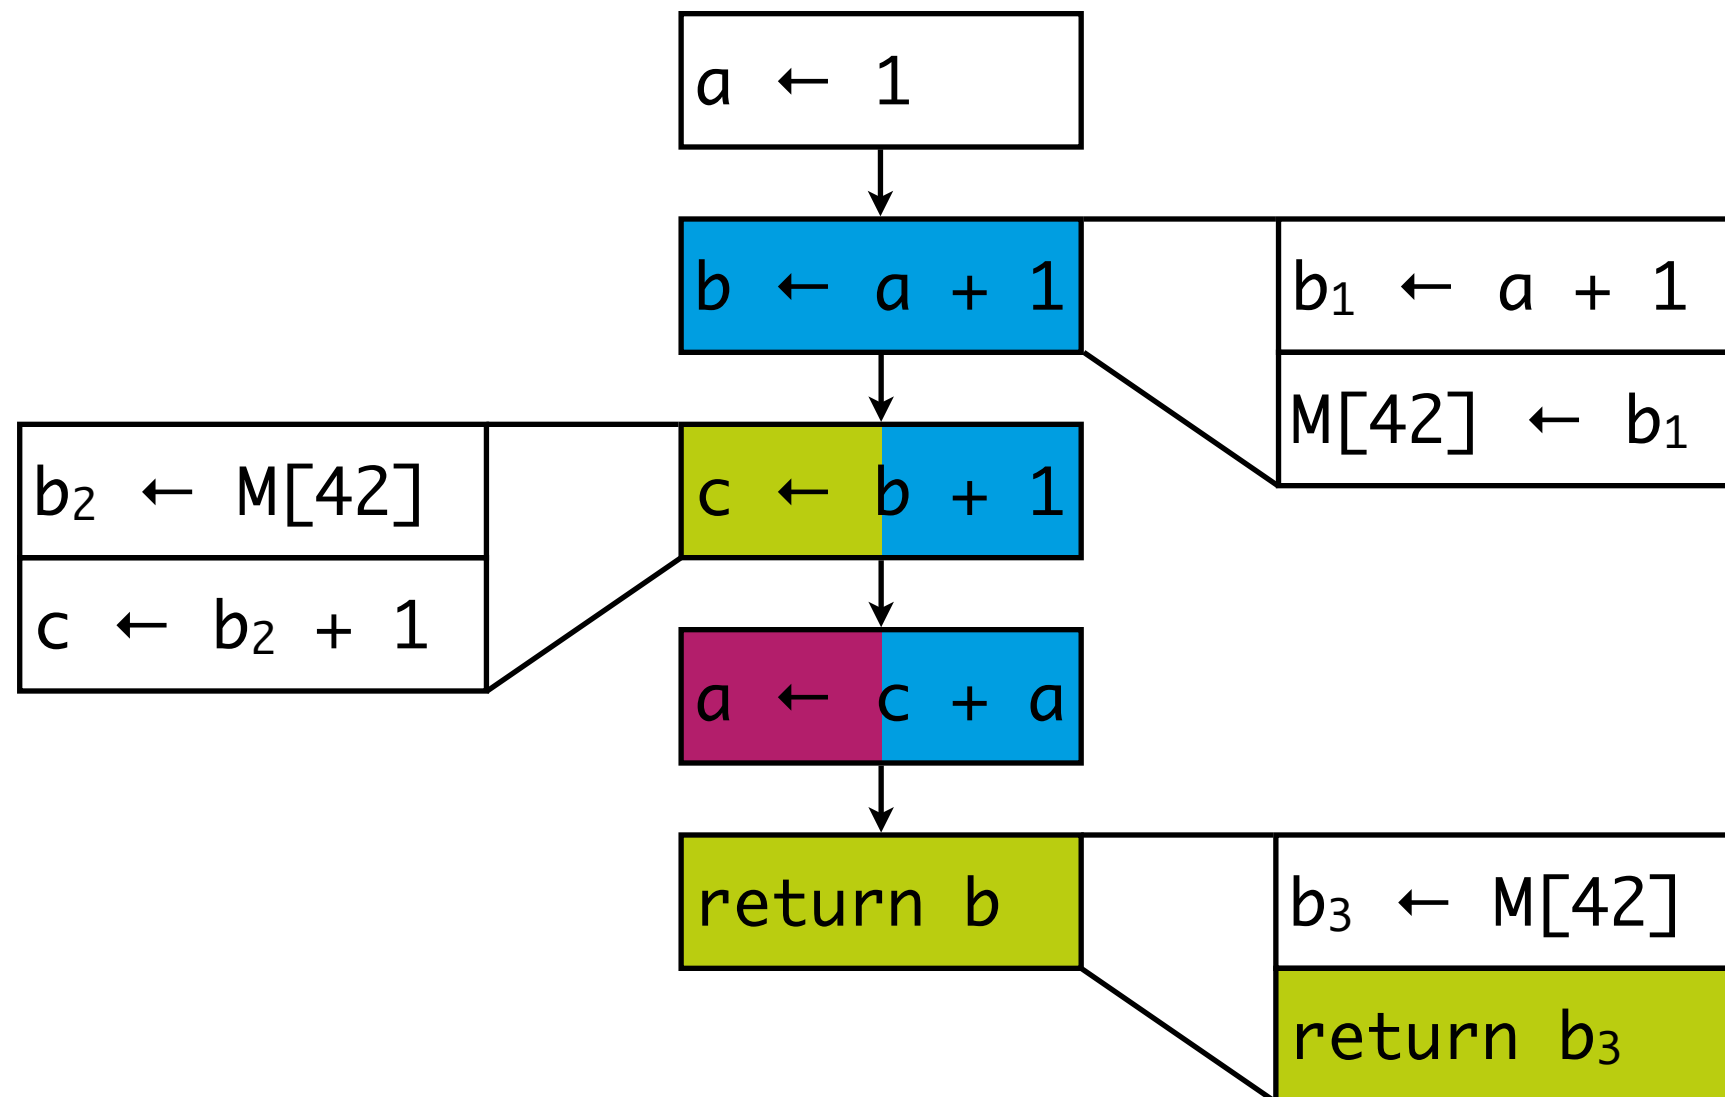 a ← 1
b ← a + 1
b₁ ← a + 1
M[42] ← b₁
c ← b + 1
b₂ ← M[42]
c ← b₂ + 1
a ← c + a
return b
b₃ ← M[42]
return b₃